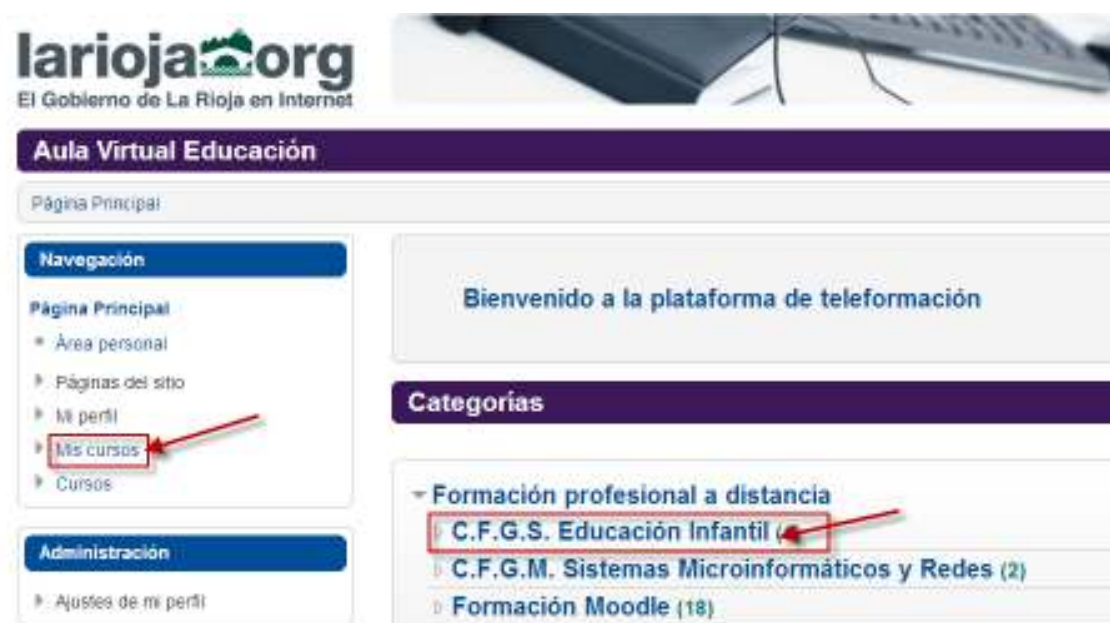 larioja org
El Gobierno de La Rioja en Internet
Aula Virtual Educación
Página Principal
Navegación
Página Principal
Área personal
Páginas del sitio
Mi perfil
Mis cursos
Cursos
Administración
Ajustes de mi perfil
Bienvenido a la plataforma de teleformación
Categorías
Formación profesional a distancia
C.F.G.S. Educación Infantil
C.F.G.M. Sistemas Microinformáticos y Redes (2)
Formación Moodle (18)